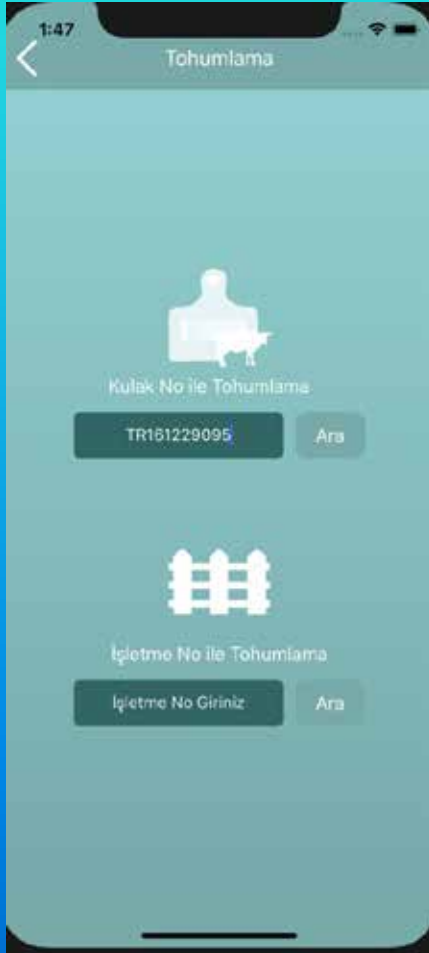 1:47
Tohumlama
Kulak No ile Tohumlama
TR161229095
Ara
İşletme No ile Tohumlama
İşletme No Giriniz
Ara